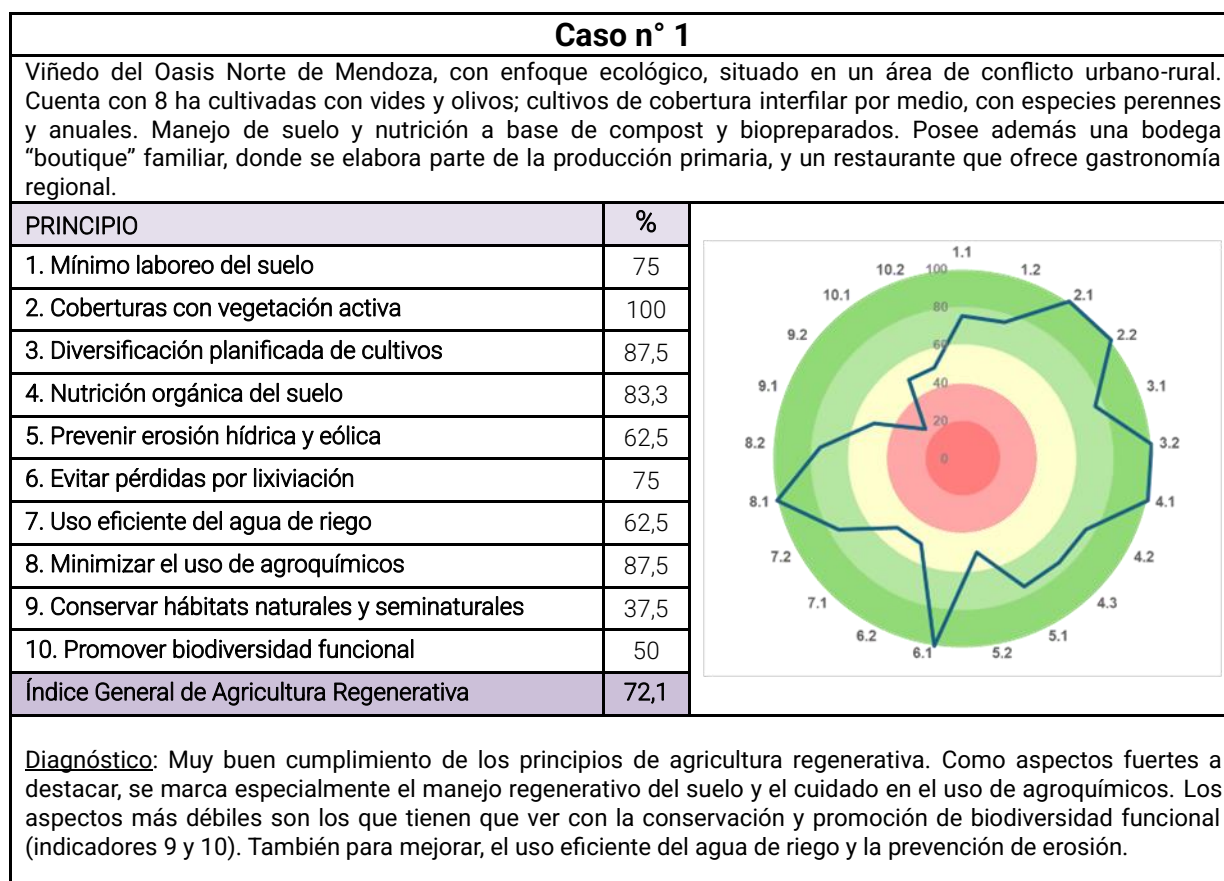 Caso n° 1
Viñedo del Oasis Norte de Mendoza, con enfoque ecológico, situado en un área de conflicto urbano-rural.
Cuenta con 8 ha cultivadas con vides y olivos; cultivos de cobertura interfilar por medio, con especies perennes
y anuales. Manejo de suelo y nutrición a base de compost y biopreparados. Posee además una bodega
“boutique” familiar, donde se elabora parte de la producción primaria, y un restaurante que ofrece gastronomía
regional.
PRINCIPIO %
1. Mínimo laboreo del suelo 75
2. Coberturas con vegetación activa 100
3. Diversificación planificada de cultivos 87,5
4. Nutrición orgánica del suelo 83,3
5. Prevenir erosión hídrica y eólica 62,5
6. Evitar pérdidas por lixiviación 75
7. Uso eficiente del agua de riego 62,5
8. Minimizar el uso de agroquímicos 87,5
9. Conservar hábitats naturales y seminaturales 37,5
10. Promover biodiversidad funcional 50
Índice General de Agricultura Regenerativa 72,1
1.1
1.2
2.1
2.2
3.1
3.2
4.1
4.2
4.3
5.1
5.2
6.1
6.2
7.1
7.2
8.1
8.2
9.1
9.2
10.1
10.2
100
80
60
40
20
0
Diagnóstico: Muy buen cumplimiento de los principios de agricultura regenerativa. Como aspectos fuertes a
destacar, se marca especialmente el manejo regenerativo del suelo y el cuidado en el uso de agroquímicos. Los
aspectos más débiles son los que tienen que ver con la conservación y promoción de biodiversidad funcional
(indicadores 9 y 10). También para mejorar, el uso eficiente del agua de riego y la prevención de erosión.